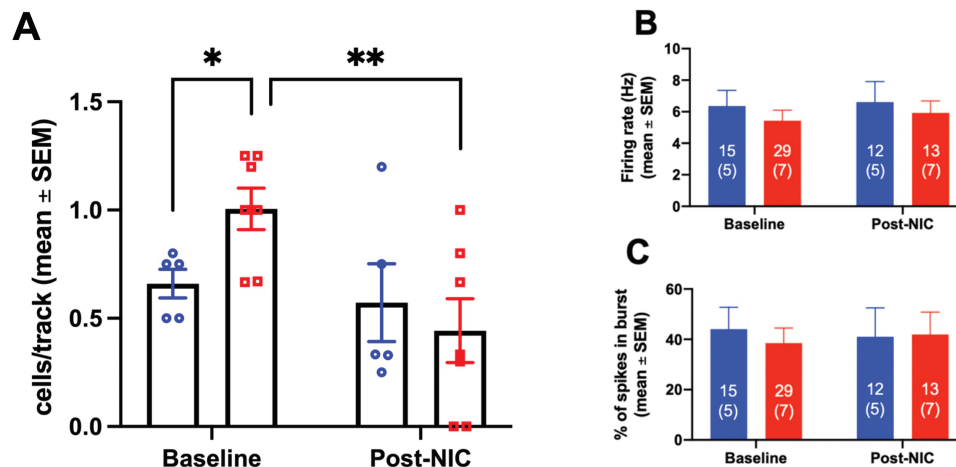 A
*
**
1.5
1.0
0.5
0.0
cells/track (mean ± SEM)
Baseline
Post-NIC
B
10
8
6
4
2
0
Firing rate (Hz)
(mean ± SEM)
15
(5)
29
(7)
12
(5)
13
(7)
Baseline
Post-NIC
C
60
40
20
0
% of spikes in burst
(mean ± SEM)
15
(5)
29
(7)
12
(5)
13
(7)
Baseline
Post-NIC